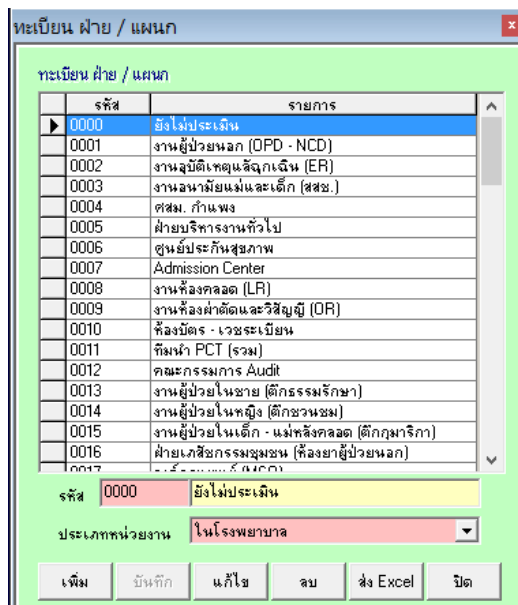 ทะเบียน ฝ่าย / แผนก
ทะเบียน ฝ่าย / แผนก
รหัส รายการ
0000 ยังไม่ประเมิน
0001 งานผู้ป่วยนอก (OPD - NCD)
0002 งานอุบัติเหตุและฉุกเฉิน (ER)
0003 งานอนามัยแม่และเด็ก (สสช.)
0004 ศสม. กำแพง
0005 ฝ่ายบริหารงานทั่วไป
0006 ศูนย์ประกันสุขภาพ
0007 Admission Center
0008 งานห้องคลอด (LR)
0009 งานห้องผ่าตัดและวิสัญญี (OR)
0010 ห้องบัตร - เวชระเบียน
0011 ทีมนำ PCT (รวม)
0012 คณะกรรมการ Audit
0013 งานผู้ป่วยในชาย (ตึกธรรมรักษา)
0014 งานผู้ป่วยในหญิง (ตึกชวนชม)
0015 งานผู้ป่วยในเด็ก - แม่หลังคลอด (ตึกกุมาริกา)
0016 ฝ่ายเภสัชกรรมชุมชน (ห้องยาผู้ป่วยนอก)
0017
รหัส 0000 ยังไม่ประเมิน
ประเภทหน่วยงาน ในโรงพยาบาล
เพิ่ม บันทึก แก้ไข ลบ ส่ง Excel ปิด